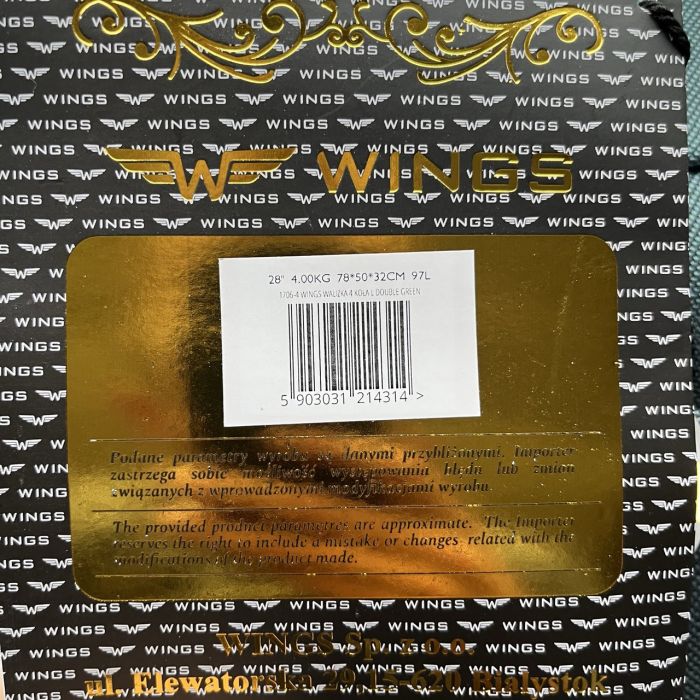 WINGS
28" 4.00KG 78*50*32CM 97L
1706-4 WINGS WALIZKA 4 KOŁA L DOUBLE GREEN
5 903031 214314 >
Podane parametry wyrobu są danymi przybliżonymi. Importer
zastrzega sobie możliwość występowania błędu lub zmian
związanych z wprowadzonymi modyfikacjami wyrobu.
The provided product parametres are approximate. The Importer
reserves the right to include a mistake or changes related with the
modifications of the product made.
WINGS Sp. z o.o.
ul. Elewatorska 29, 15-620 Białystok